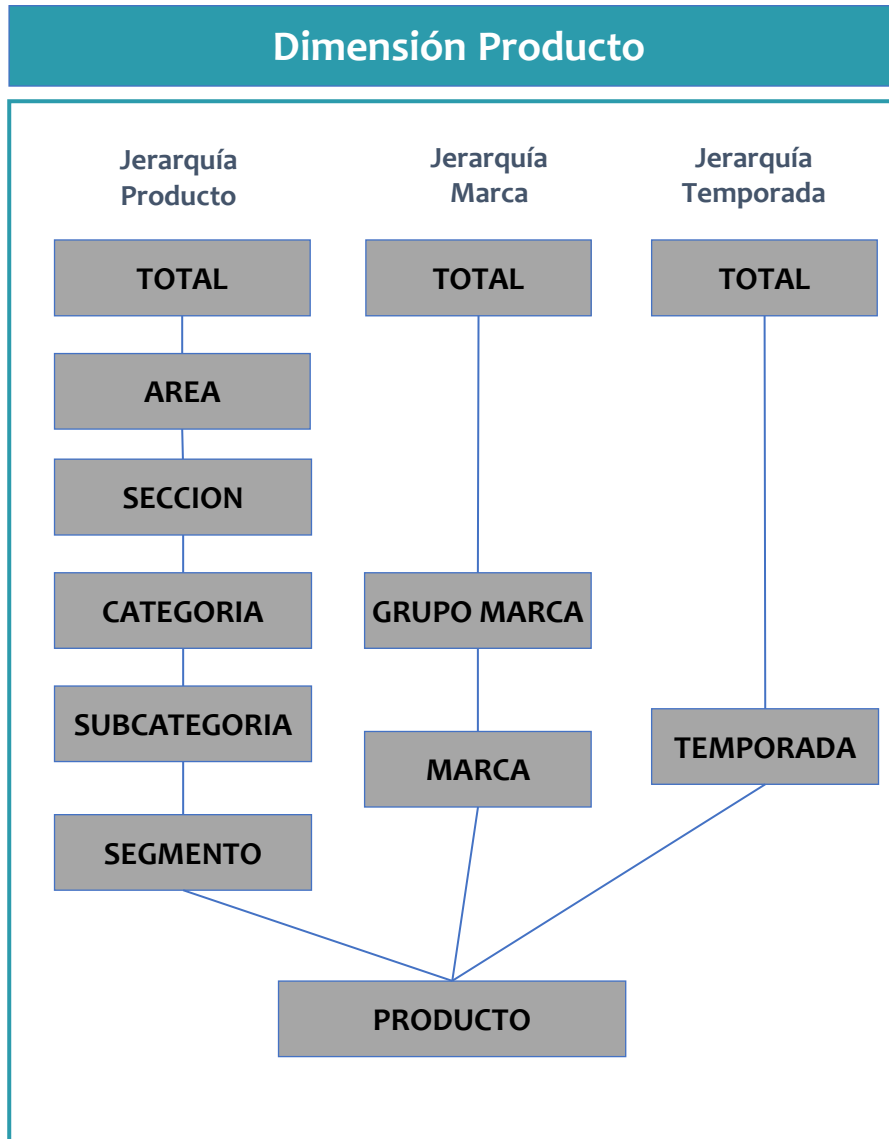 Dimensión Producto
Jerarquía
Producto
Jerarquía
Marca
Jerarquía
Temporada
TOTAL
TOTAL
TOTAL
AREA
SECCION
CATEGORIA
GRUPO MARCA
SUBCATEGORIA
MARCA
TEMPORADA
SEGMENTO
PRODUCTO